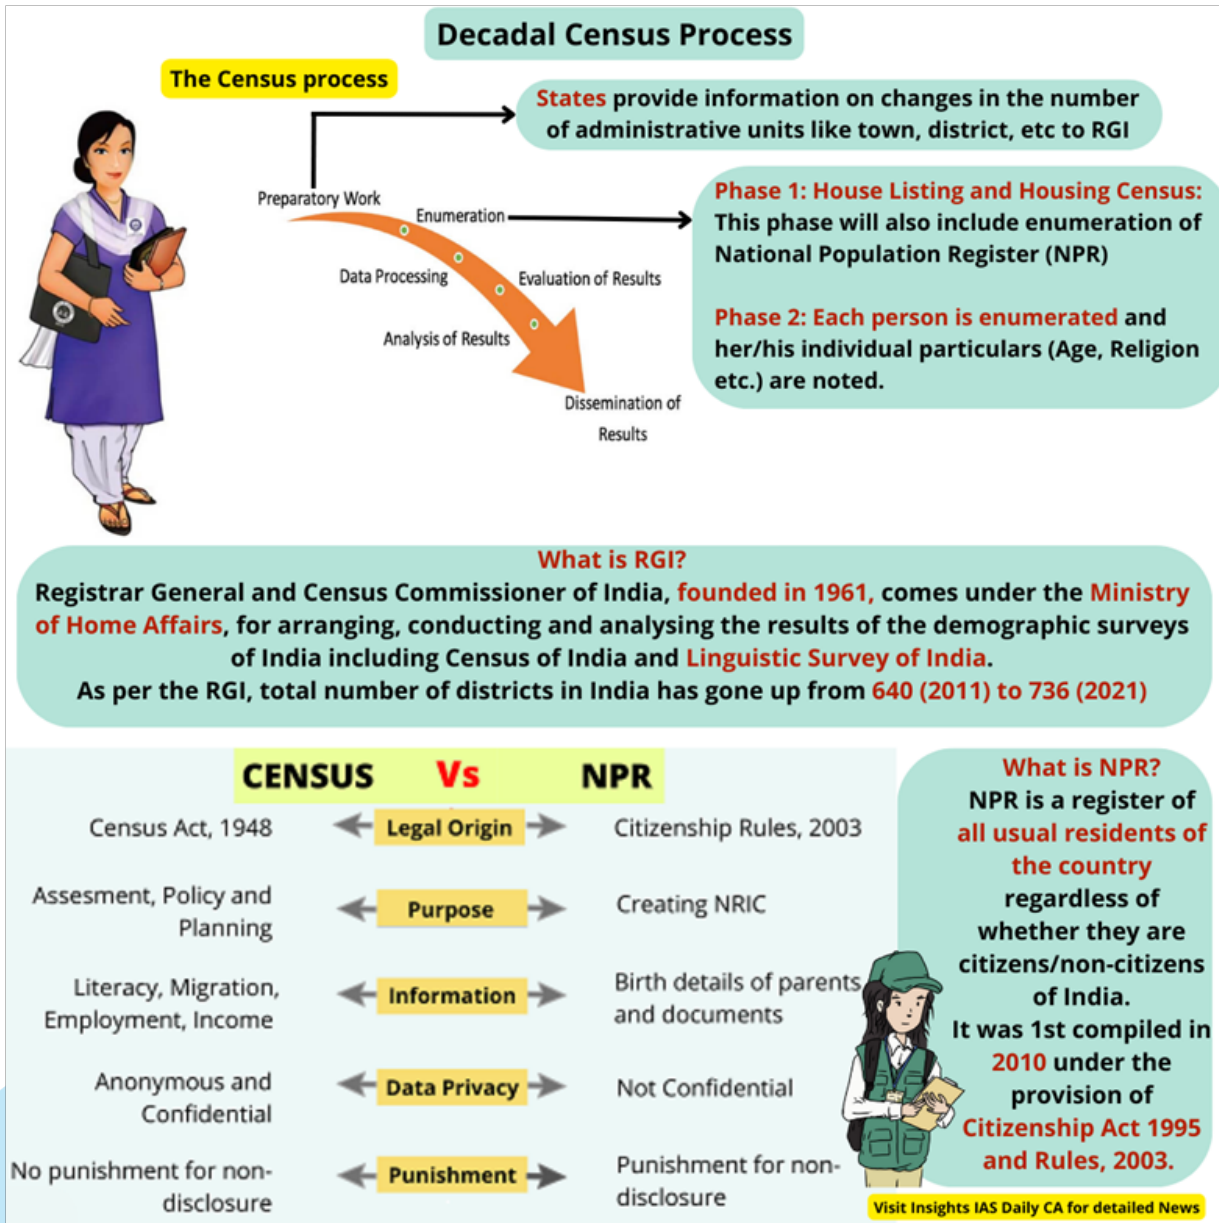 Decadal Census Process
The Census process
States provide information on changes in the number
of administrative units like town, district, etc to RGI
Preparatory Work
Enumeration
Data Processing
Evaluation of Results
Analysis of Results
Dissemination of
Results
Phase 1: House Listing and Housing Census:
This phase will also include enumeration of
National Population Register (NPR)
Phase 2: Each person is enumerated and
her/his individual particulars (Age, Religion
etc.) are noted.
What is RGI?
Registrar General and Census Commissioner of India, founded in 1961, comes under the Ministry
of Home Affairs, for arranging, conducting and analysing the results of the demographic surveys
of India including Census of India and Linguistic Survey of India.
As per the RGI, total number of districts in India has gone up from 640 (2011) to 736 (2021)
CENSUS Vs NPR
Census Act, 1948 Legal Origin Citizenship Rules, 2003
Assesment, Policy and
Planning
Purpose
Creating NRIC
Literacy, Migration,
Employment, Income
Information
Birth details of parents
and documents
Anonymous and
Confidential
Data Privacy
Not Confidential
No punishment for non-
disclosure
Punishment
Punishment for non-
disclosure
What is NPR?
NPR is a register of
all usual residents of
the country
regardless of
whether they are
citizens/non-citizens
of India.
It was 1st compiled in
2010 under the
provision of
Citizenship Act 1995
and Rules, 2003.
Visit Insights IAS Daily CA for detailed News